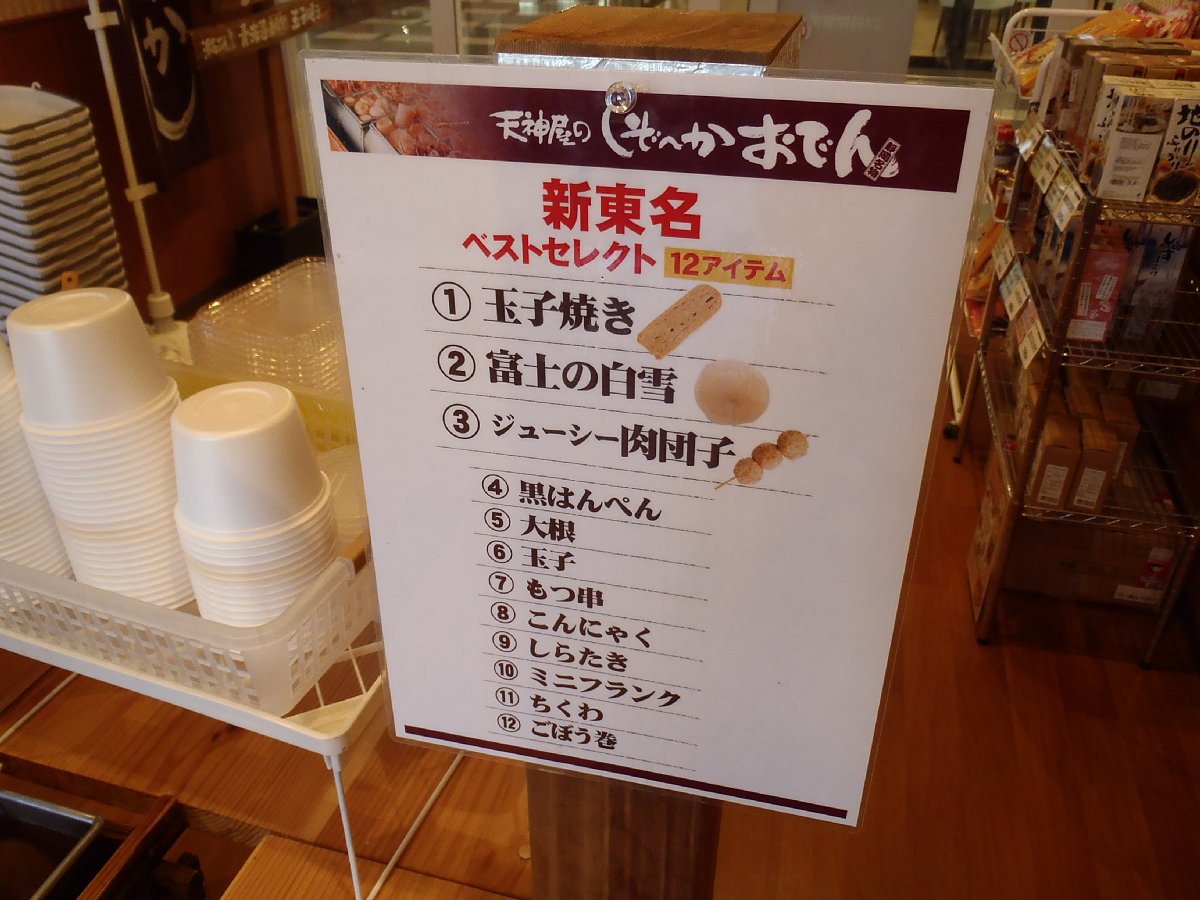 天神屋の しぞ〜か おでん
新東名
ベストセレクト 12アイテム
① 玉子焼き
② 富士の白雪
③ ジューシー肉団子
④ 黒はんぺん
⑤ 大根
⑥ 玉子
⑦ もつ串
⑧ こんにゃく
⑨ しらたき
⑩ ミニフランク
⑪ ちくわ
⑫ ごぼう巻
か
地のり